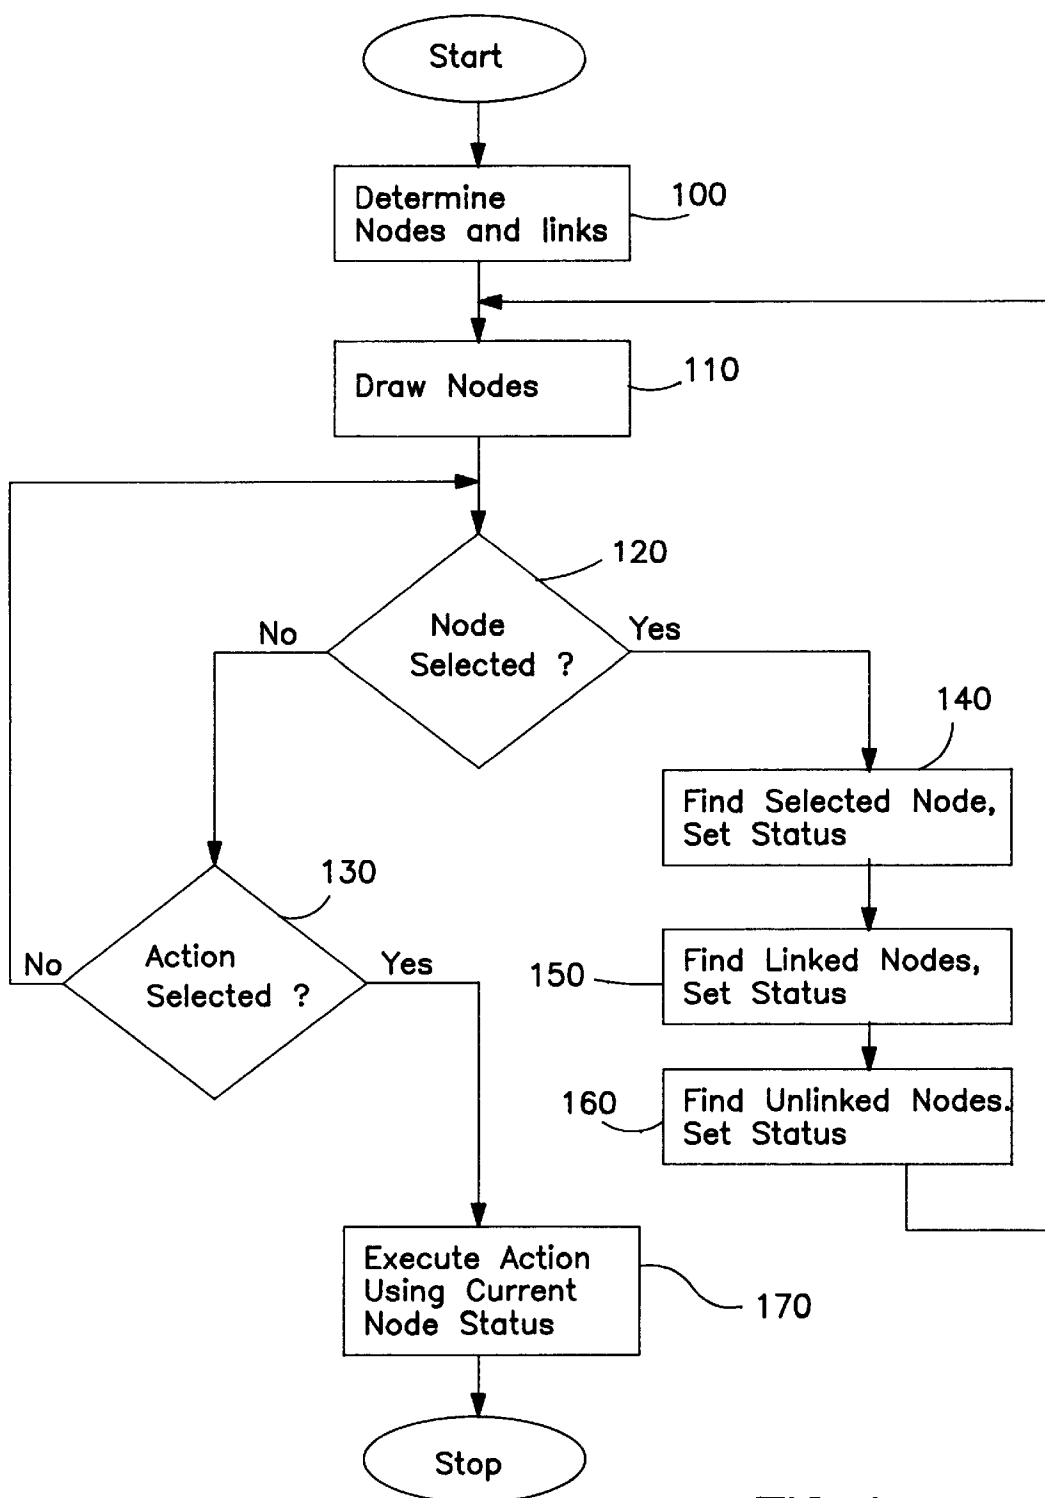 Start
Determine
Nodes and links
100
Draw Nodes
110
120
Node
Selected ?
No
Yes
140
Find Selected Node,
Set Status
130
Action
Selected ?
No
Yes
150
Find Linked Nodes,
Set Status
160
Find Unlinked Nodes.
Set Status
Execute Action
Using Current
Node Status
170
Stop